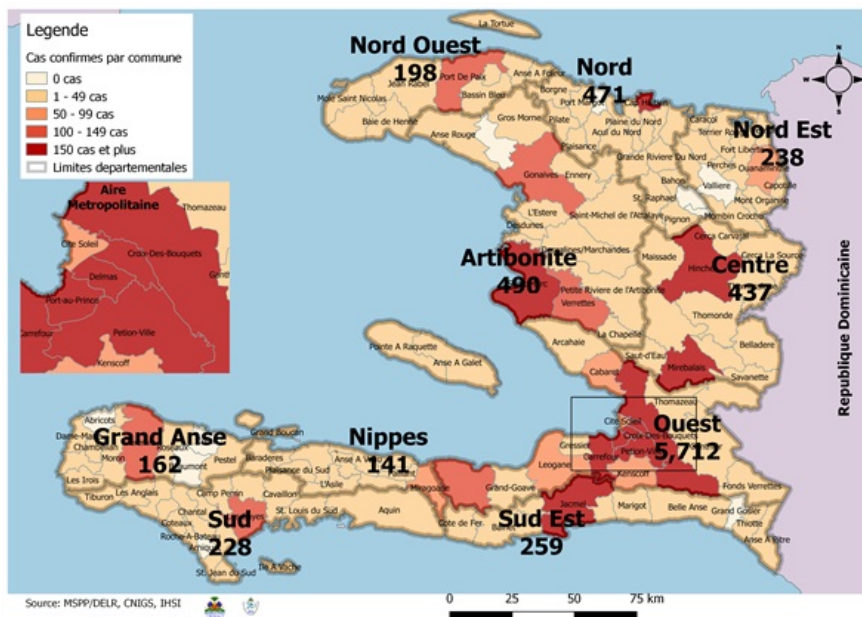 Legende
Cas confirmes par commune
0 cas
1 - 49 cas
50 - 99 cas
100 - 149 cas
150 cas et plus
Limites departementales
Aire
Metropolitaine
Thomazeau
Cite Soleil
Croix-Des-Bouquets
Delmas
Port-au-Prince
Carrefour
Petion-Ville
Kenscoff
La Tortue
Nord Ouest
198
Port De Paix
Jean Rabel
Anse A Foleur
Mole Saint Nicolas
Bassin Bleu
Baie de Henne
Anse Rouge
Gros Morne
Nord
471
Borgne
Port Margot
Pilate
Plaine du Nord
Acul du Nord
Plaisance
Grande Riviere Du Nord
Caracol
Nord Est
238
Fort Liberte
Perches
Ouanaminthe
Capotille
Valliere
Mont Organise
Bahon
St. Raphael
Pignon
Mombin Crochu
Gonaives
Ennery
L'Estere
Saint-Michel de l'Attalaye
Desdunes
Dessalines/Marchandes
Artibonite
490
Petite Riviere de l'Artibonite
Verrettes
La Chapelle
Cerca Carvajal
Maissade
Cerca La Source
Centre
437
Thomonde
Belladere
Mirebalais
Savanette
Saut-d'Eau
Arcahaie
Cabaret
Pointe A Raquette
Anse A Galet
Thomazeau
Cite Soleil
Ouest
5,712
Croix-Des-Bouquets
Gressier
Carrefour
Petion-Ville
Kenscoff
Leogane
Fonds Verrettes
Abricots
Grand Anse
162
Chambellan
Moron
Roseaux
Les Irois
Pestel
Grand Boucan
Baraderes
Plaisance du Sud
Nippes
141
L'Asile
Miragoane
Grand-Goave
Tiburon
Les Anglais
Camp Perrin
Cavaillon
Chantal
Coteaux
Sud
228
St. Louis du Sud
Aquin
Roche-A-Bateau
St. Jean du Sud
Ile A Vache
Cote de Fer
Jacmel
Sud Est
259
Marigot
Belle Anse
Grand Gosier
Thiotte
Anse A Pitre
Republique Dominicaine
N
W
E
S
Source: MSPP/DELR, CNIGS, IHSI
0 25 50 75 km